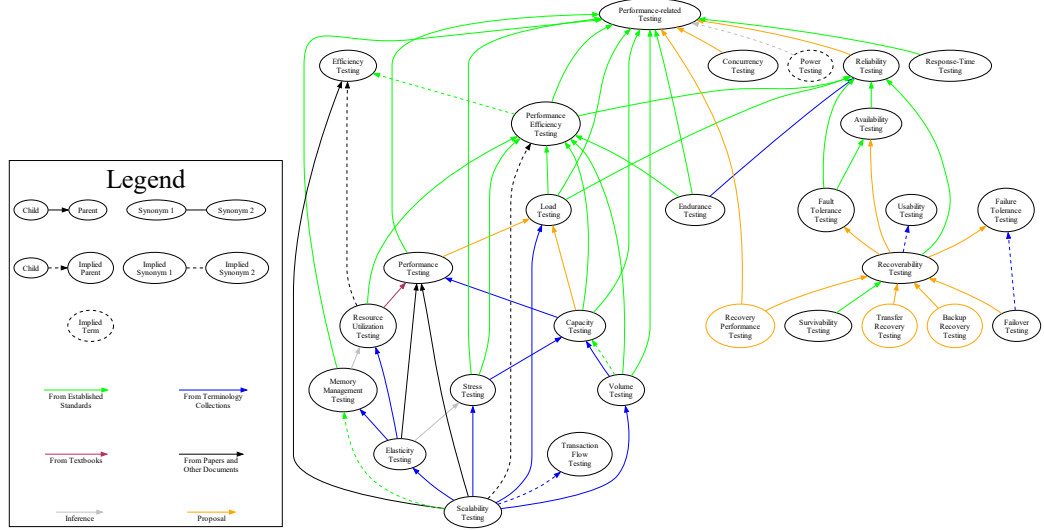 Performance-related
Testing
Efficiency
Testing
Concurrency
Testing
Power
Testing
Reliability
Testing
Response-Time
Testing
Performance
Efficiency
Testing
Availability
Testing
Load
Testing
Endurance
Testing
Fault
Tolerance
Testing
Usability
Testing
Failure
Tolerance
Testing
Performance
Testing
Recoverability
Testing
Resource
Utilization
Testing
Capacity
Testing
Recovery
Performance
Testing
Survivability
Testing
Transfer
Recovery
Testing
Backup
Recovery
Testing
Failover
Testing
Memory
Management
Testing
Stress
Testing
Volume
Testing
Elasticity
Testing
Transaction
Flow
Testing
Scalability
Testing
Legend
Child
Parent
Synonym 1
Synonym 2
Child
Implied
Parent
Implied
Synonym 1
Implied
Synonym 2
Implied
Term
From Established
Standards
From Terminology
Collections
From Textbooks
From Papers and
Other Documents
Inference
Proposal